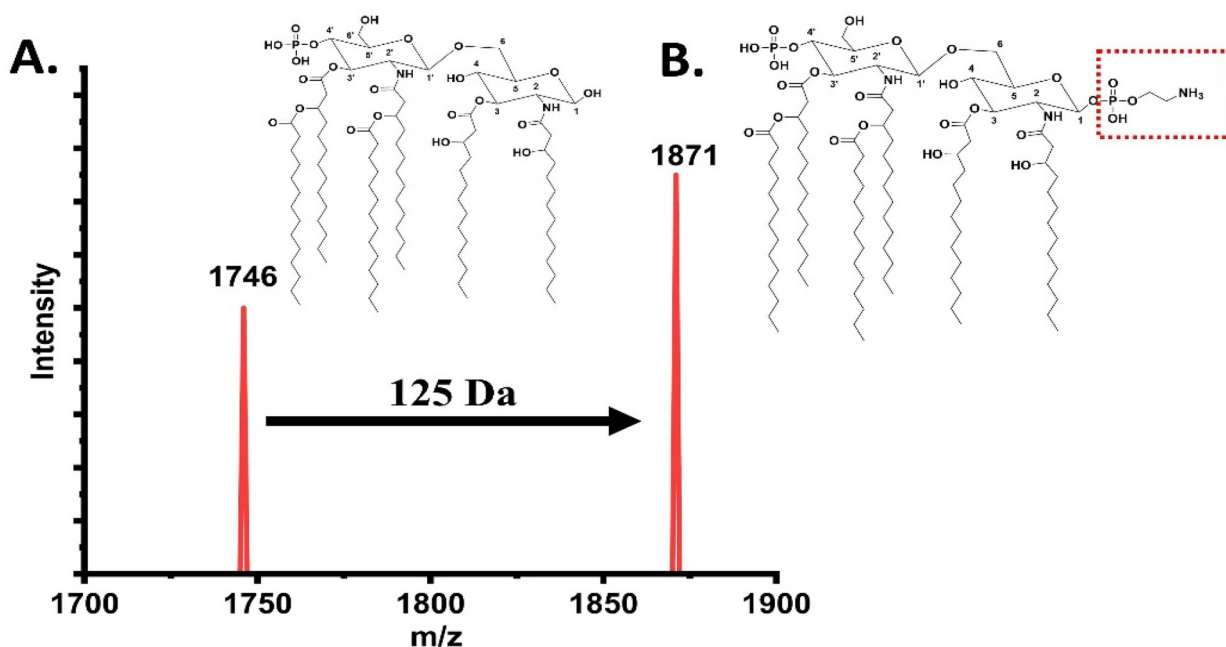 A.
B.
HO-P-O
O
OH
4'
6'
OH
5'
O
3'
2'
NH
1'
O
6
4
HO
5
O
3
2
NH
1
OH
O
O
O
O
O
O
O
O
HO
HO
HO-P-O
O
OH
4'
6'
OH
5'
O
3'
2'
NH
1'
O
6
4
HO
5
O
3
2
NH
1
O
O
P
OH
O
NH3
O
O
O
O
O
O
O
O
HO
HO
1746
1871
125 Da
Intensity
1700
1750
1800
1850
1900
m/z